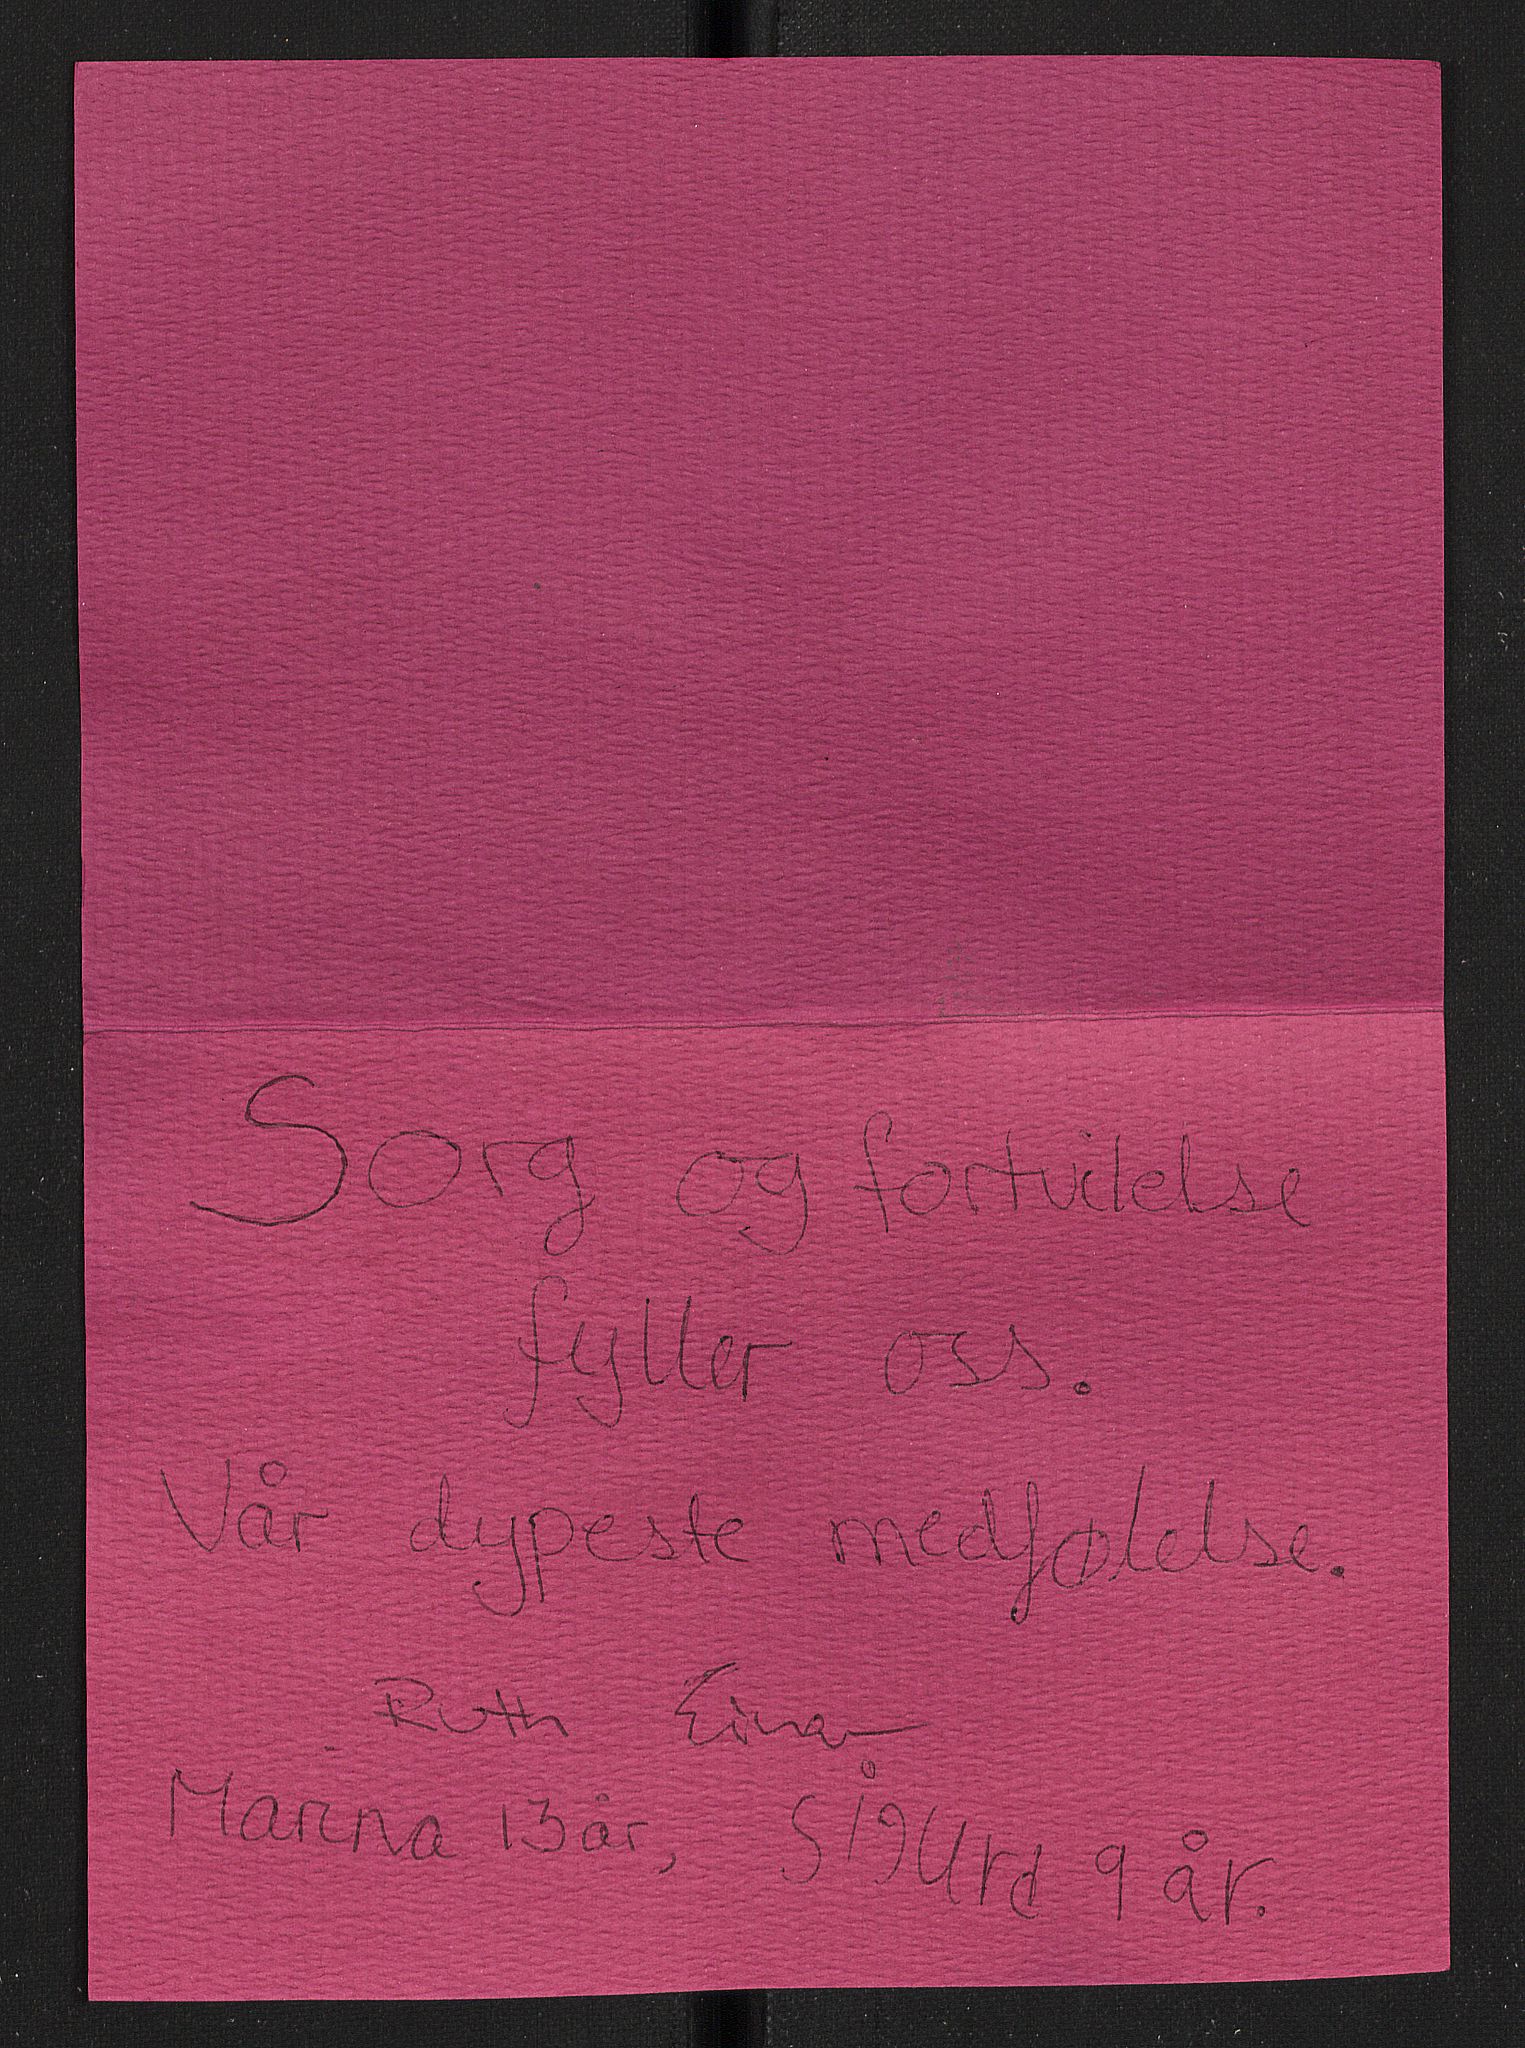 Sorg og fortvilelse
fyller oss.
Vår dypeste medfølelse.
Ruth Einar
Marina 13 år, Sigurd 9 år.